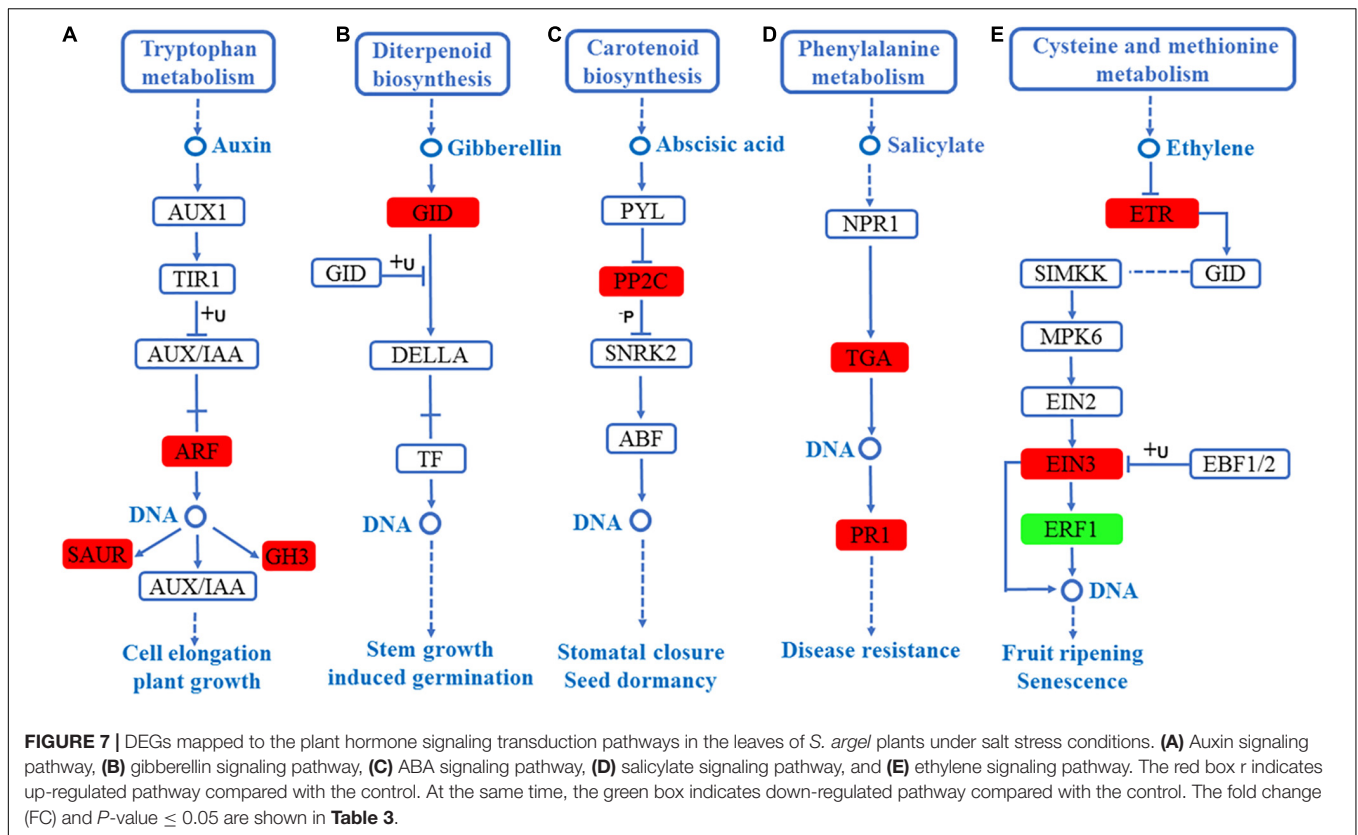 A
Tryptophan
metabolism
Auxin
AUX1
TIR1
+U
AUX/IAA
ARF
DNA
SAUR
GH3
AUX/IAA
Cell elongation
plant growth
B
Diterpenoid
biosynthesis
Gibberellin
GID
GID
+U
DELLA
TF
DNA
Stem growth
induced germination
C
Carotenoid
biosynthesis
Abscisic acid
PYL
PP2C
-P
SNRK2
ABF
DNA
Stomatal closure
Seed dormancy
D
Phenylalanine
metabolism
Salicylate
NPR1
TGA
DNA
PR1
Disease resistance
E
Cysteine and methionine
metabolism
Ethylene
ETR
SIMKK
GID
MPK6
EIN2
EIN3
+U
EBF1/2
ERF1
DNA
Fruit ripening
Senescence
FIGURE 7 | DEGs mapped to the plant hormone signaling transduction pathways in the leaves of S. argel plants under salt stress conditions. (A) Auxin signaling
pathway, (B) gibberellin signaling pathway, (C) ABA signaling pathway, (D) salicylate signaling pathway, and (E) ethylene signaling pathway. The red box r indicates
up-regulated pathway compared with the control. At the same time, the green box indicates down-regulated pathway compared with the control. The fold change
(FC) and P-value ≤ 0.05 are shown in Table 3.